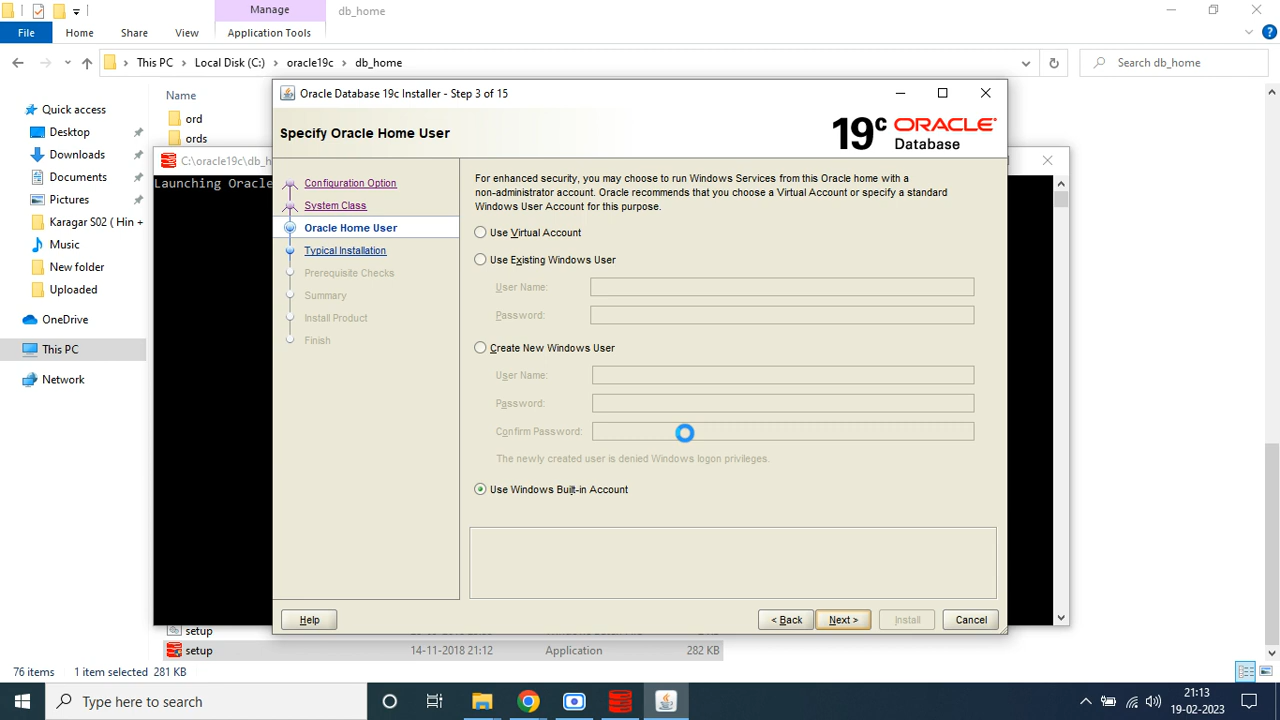 Manage
db_home
File
Home
Share
View
Application Tools
This PC
Local Disk (C:)
oracle19c
db_home
Search db_home
Quick access
Desktop
Downloads
Documents
Pictures
Karagar S02 ( Hin +
Music
New folder
Uploaded
OneDrive
This PC
Network
Name
ord
ords
C:\oracle19c\db_h
Launching Oracle
Oracle Database 19c Installer - Step 3 of 15
Specify Oracle Home User
19c ORACLE
Database
Configuration Option
System Class
Oracle Home User
Typical Installation
Prerequisite Checks
Summary
Install Product
Finish
For enhanced security, you may choose to run Windows Services from this Oracle home with a
non-administrator account. Oracle recommends that you choose a Virtual Account or specify a standard
Windows User Account for this purpose.
Use Virtual Account
Use Existing Windows User
User Name:
Password:
Create New Windows User
User Name:
Password:
Confirm Password:
The newly created user is denied Windows logon privileges.
Use Windows Built-in Account
Help
< Back
Next >
Install
Cancel
setup
setup
14-11-2018 21:12
Application
282 KB
76 items
1 item selected 281 KB
Type here to search
21:13
19-02-2023